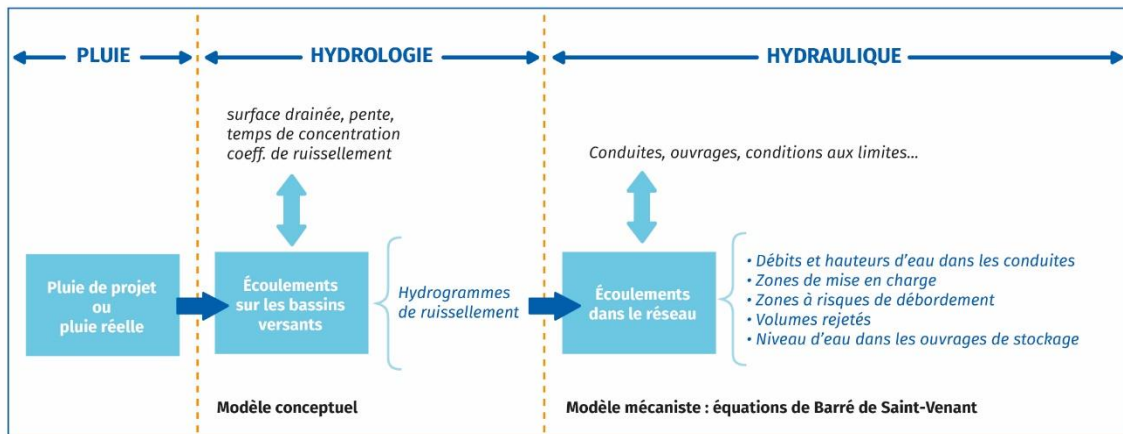 PLUIE
HYDROLOGIE
HYDRAULIQUE
surface drainée, pente,
temps de concentration
coeff. de ruissellement
Conduites, ouvrages, conditions aux limites...
Pluie de projet
ou
pluie réelle
Écoulements
sur les bassins
versants
Hydrogrammes
de ruissellement
Écoulements
dans le réseau
• Débits et hauteurs d'eau dans les conduites
• Zones de mise en charge
• Zones à risques de débordement
• Volumes rejetés
• Niveau d'eau dans les ouvrages de stockage
Modèle conceptuel
Modèle mécaniste : équations de Barré de Saint-Venant